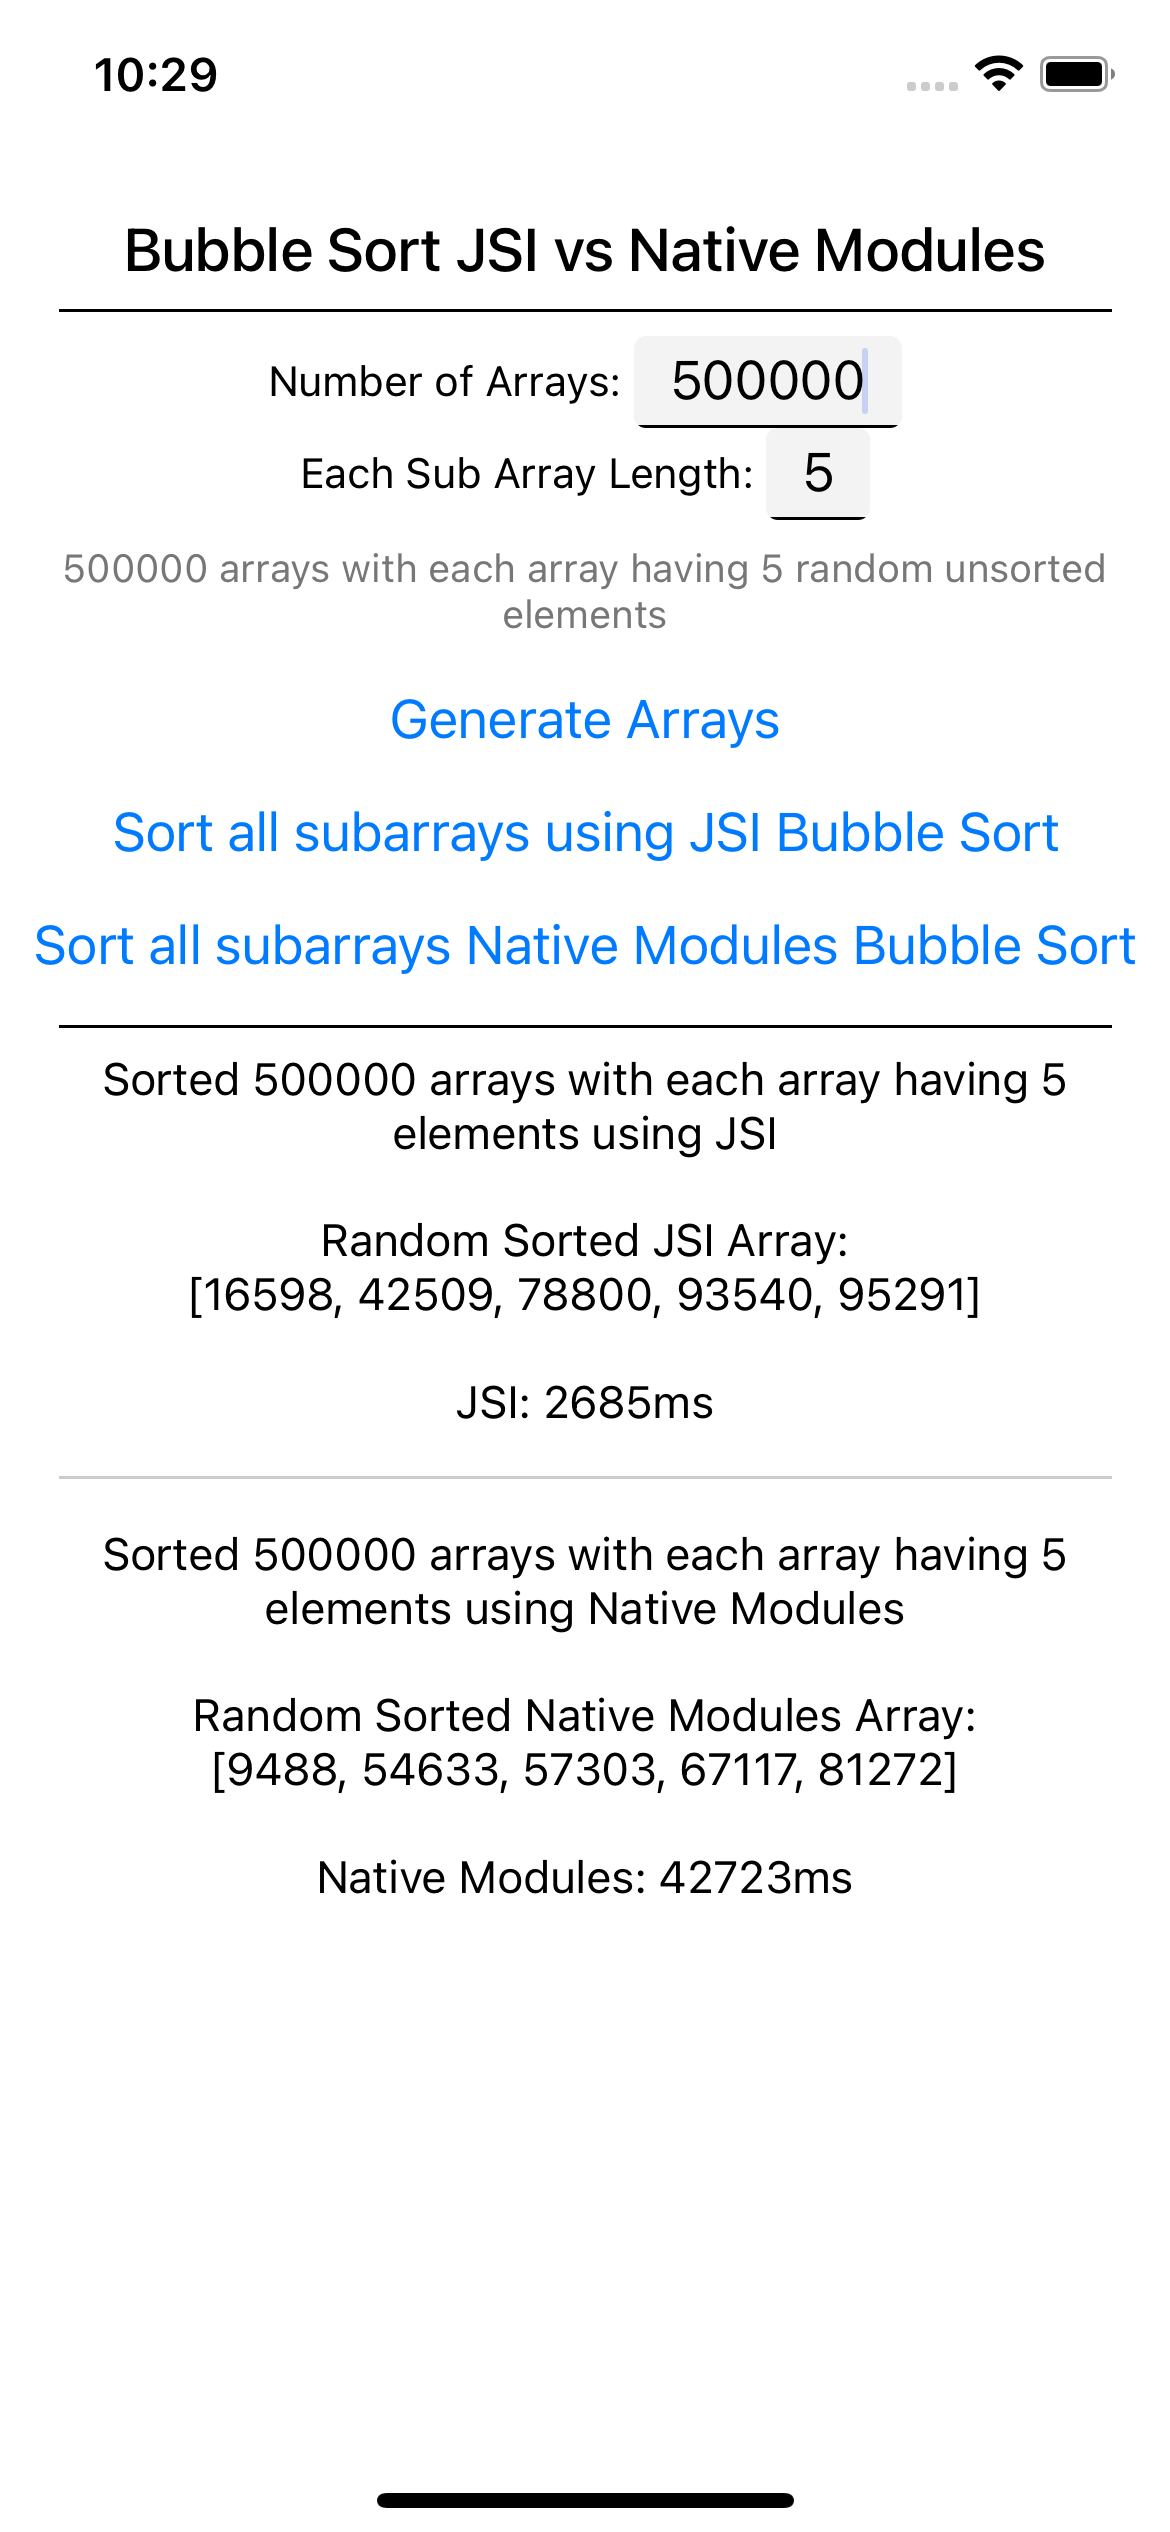 10:29
Bubble Sort JSI vs Native Modules
Number of Arrays: 500000
Each Sub Array Length: 5
500000 arrays with each array having 5 random unsorted
elements
Generate Arrays
Sort all subarrays using JSI Bubble Sort
Sort all subarrays Native Modules Bubble Sort
Sorted 500000 arrays with each array having 5
elements using JSI
Random Sorted JSI Array:
[16598, 42509, 78800, 93540, 95291]
JSI: 2685ms
Sorted 500000 arrays with each array having 5
elements using Native Modules
Random Sorted Native Modules Array:
[9488, 54633, 57303, 67117, 81272]
Native Modules: 42723ms